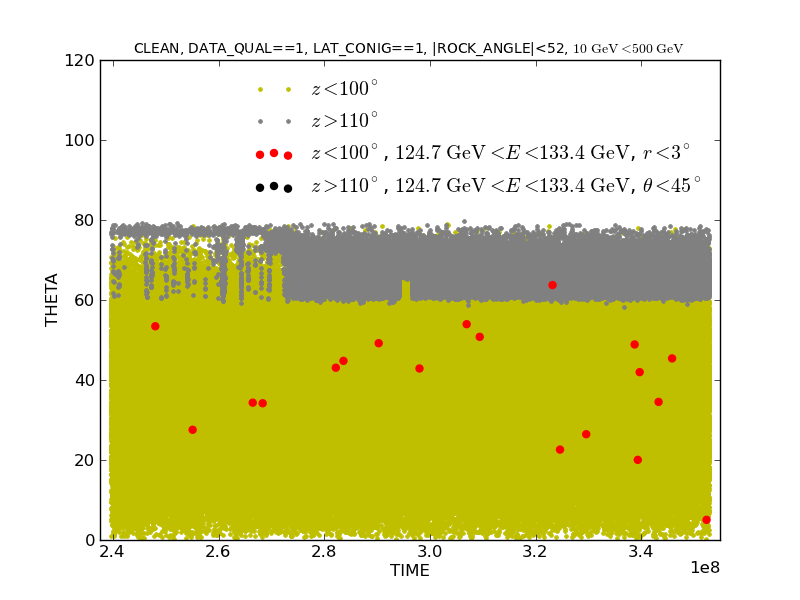 CLEAN, DATA_QUAL==1, LAT_CONIG==1, |ROCK_ANGLE|<52, 10 GeV<500 GeV
120
z<100°
z>110°
z<100°, 124.7 GeV<E<133.4 GeV, r<3°
z>110°, 124.7 GeV<E<133.4 GeV, θ<45°
100
80
60
40
20
0
THETA
2.4 2.6 2.8 3.0 3.2 3.4
TIME
1e8